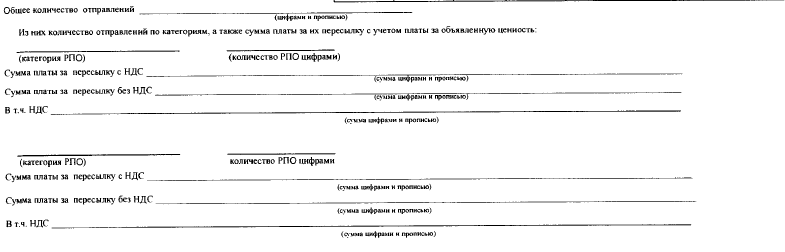 Общее количество отправлений
(цифрами и прописью)
Из них количество отправлений по категориям, а также сумма платы за их пересылку с учетом платы за объявленную ценность:
(категория РПО) (количество РПО цифрами)
Сумма платы за пересылку с НДС
(сумма цифрами и прописью)
Сумма платы за пересылку без НДС
(сумма цифрами и прописью)
В т.ч. НДС
(сумма цифрами и прописью)
(категория РПО) количество РПО цифрами
Сумма платы за пересылку с НДС
(сумма цифрами и прописью)
Сумма платы за пересылку без НДС
(сумма цифрами и прописью)
В т.ч. НДС
(сумма цифрами и прописью)